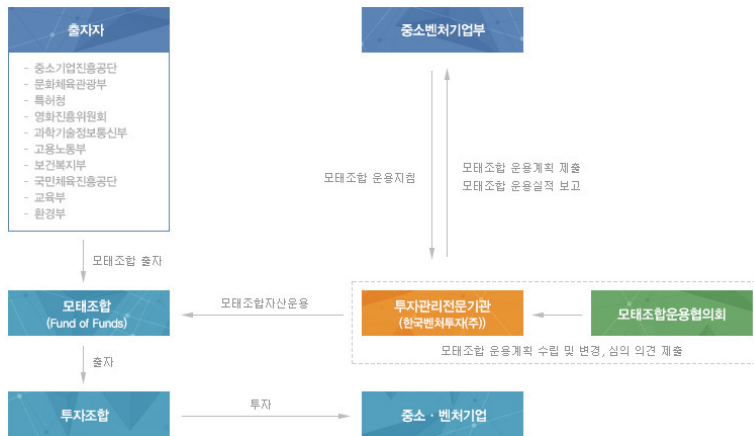 출자자
- 중소기업진흥공단
- 문화체육관광부
- 특허청
- 영화진흥위원회
- 과학기술정보통신부
- 고용노동부
- 보건복지부
- 국민체육진흥공단
- 교육부
- 환경부
중소벤처기업부
모태조합 운용지침
모태조합 운용계획 제출
모태조합 운용실적 보고
모태조합 출자
모태조합
(Fund of Funds)
모태조합자산운용
투자관리전문기관
(한국벤처투자(주))
모태조합운용협의회
모태조합 운용계획 수립 및 변경, 심의 의견 제출
출자
투자조합
투자
중소 · 벤처기업